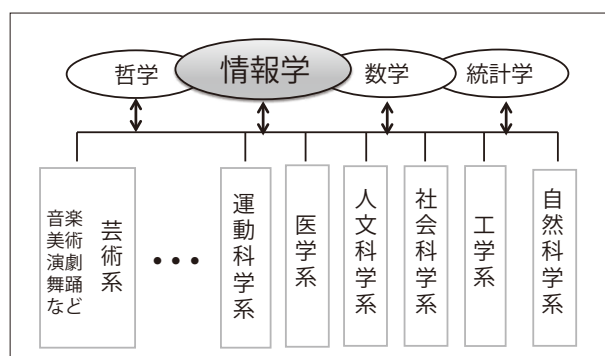 哲学
情報学
数学
統計学
芸術系
音楽
美術
演劇
舞踊
など
•••
運動科学系
医学系
人文科学系
社会科学系
工学系
自然科学系